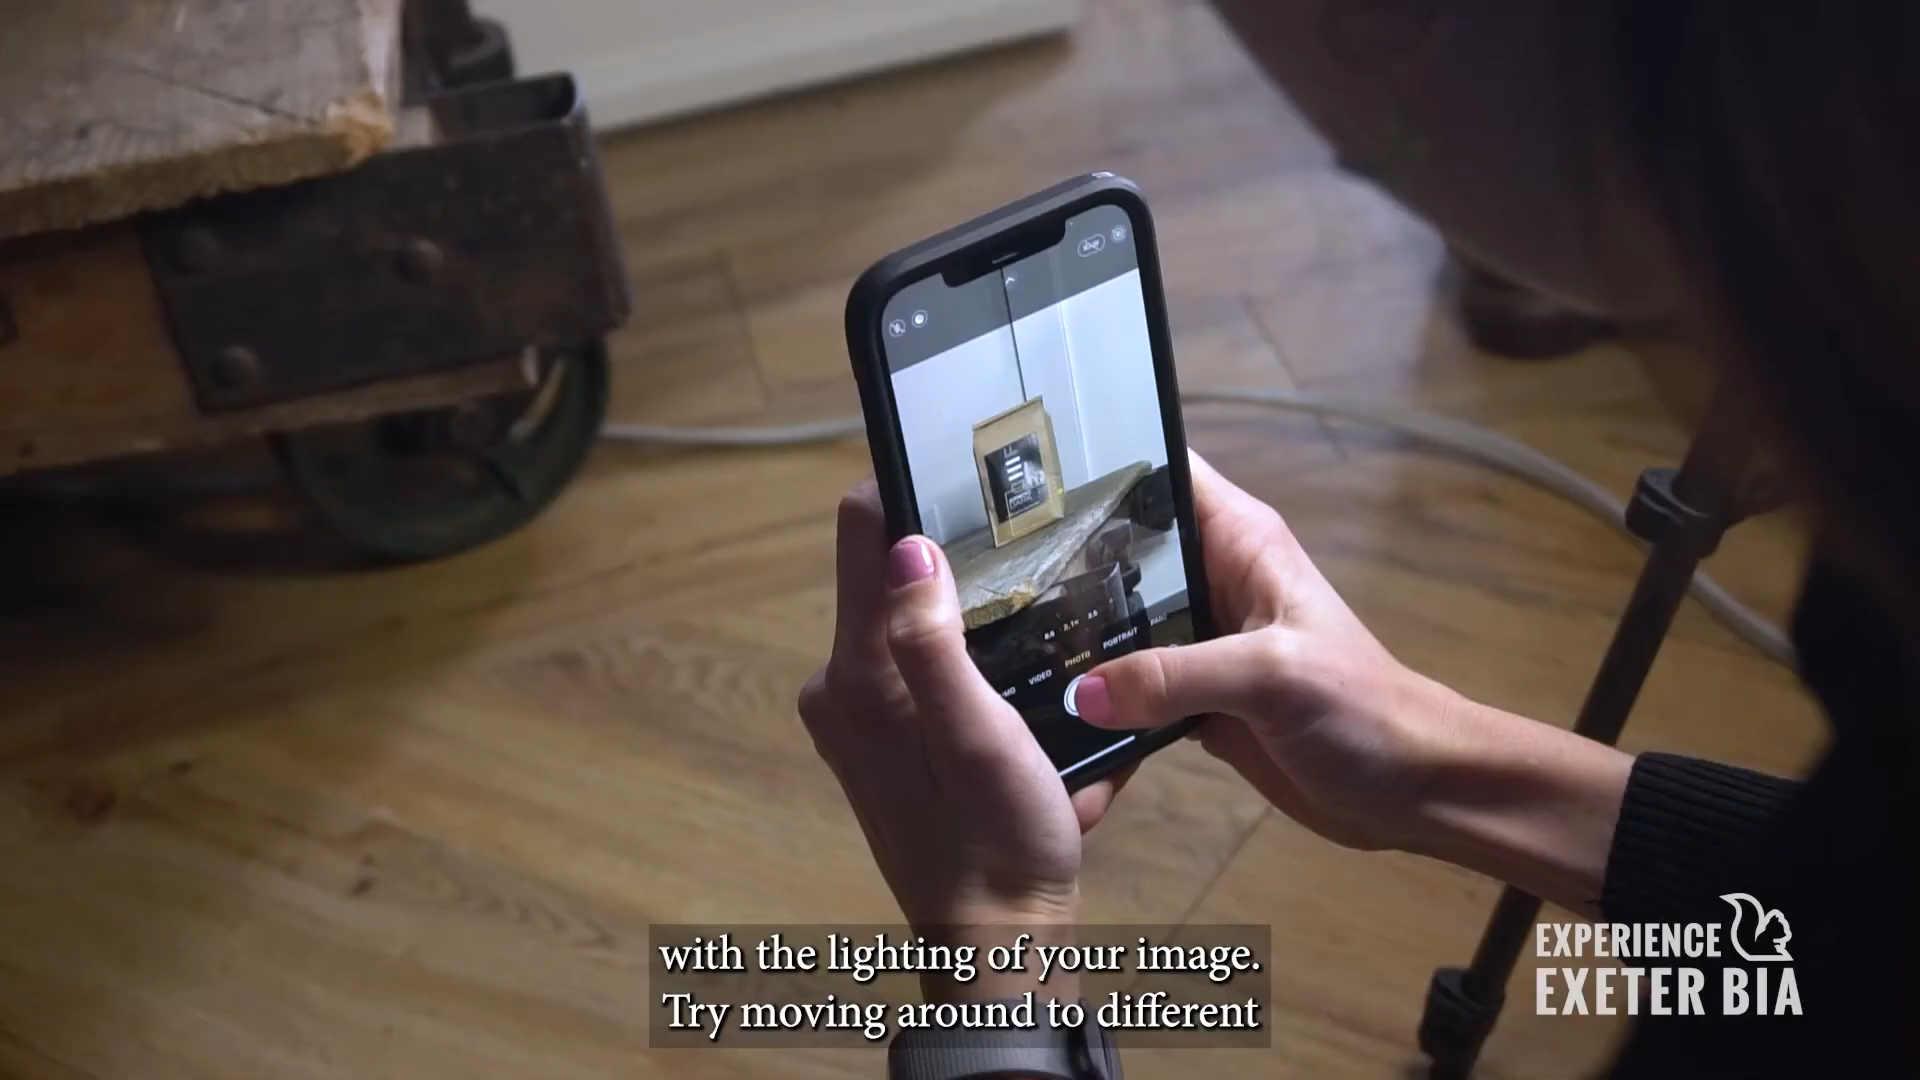 PORTRAIT
PHOTO
VIDEO
with the lighting of your image.
Try moving around to different
EXPERIENCE
EXETER BIA